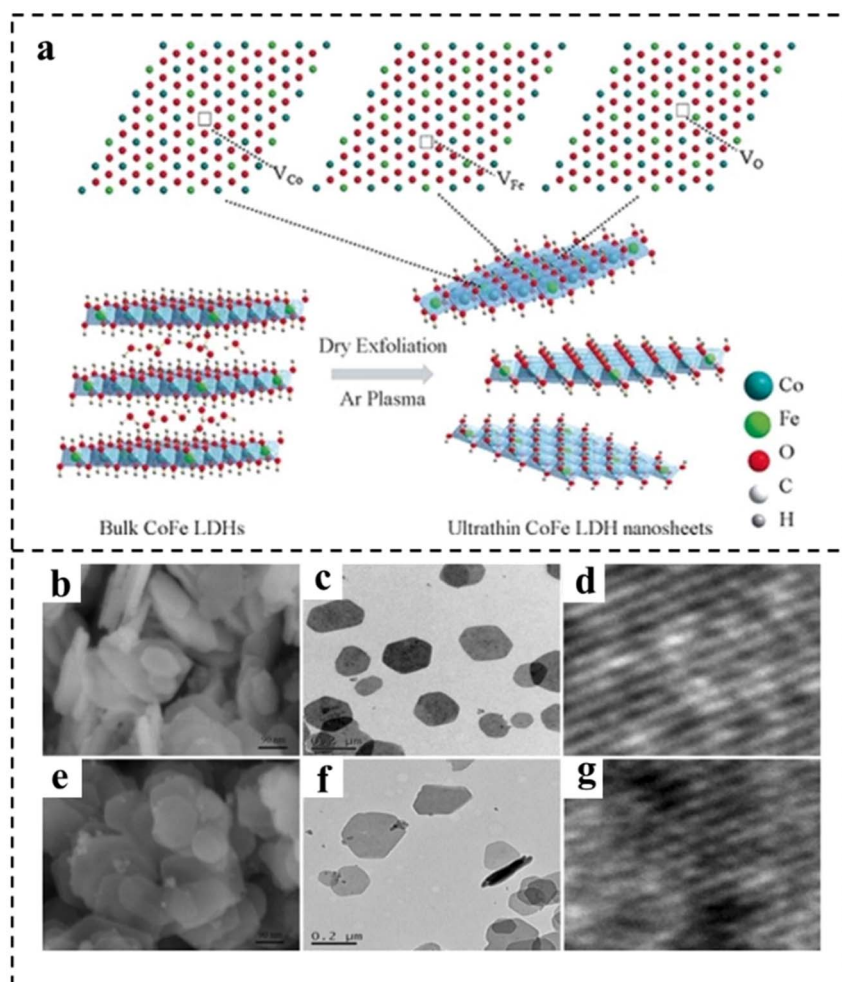 a
V_Co
V_Fe
V_O
Dry Exfoliation
Ar Plasma
Co
Fe
O
C
H
Bulk CoFe LDHs
Ultrathin CoFe LDH nanosheets
b
c
d
e
f
g
0.2 μm